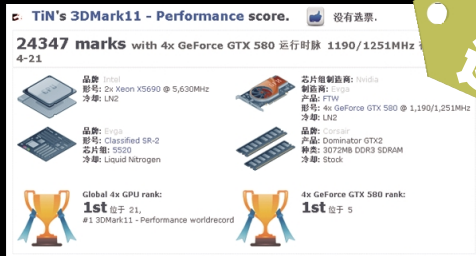 TiN's 3DMark11 - Performance score. 没有选票.
24347 marks with 4x GeForce GTX 580 运行时脉 1190/1251MHz
4-21
品牌 Intel
形号: 2x Xeon X5690 @ 5,630MHz
冷却: LN2
芯片组制造商: Nvidia
制造商: Evga
产品: FTW
形号: 4x GeForce GTX 580 @ 1,190/1,251MHz
冷却: LN2
品牌: Evga
形号: Classified SR-2
芯片组: 5520
冷却: Liquid Nitrogen
品牌: Corsair
产品: Dominator GTX2
种类: 3072MB DDR3 SDRAM
冷却: Stock
Global 4x GPU rank:
1st 位于 21,
#1 3DMark11 - Performance worldrecord
4x GeForce GTX 580 rank:
1st 位于 5